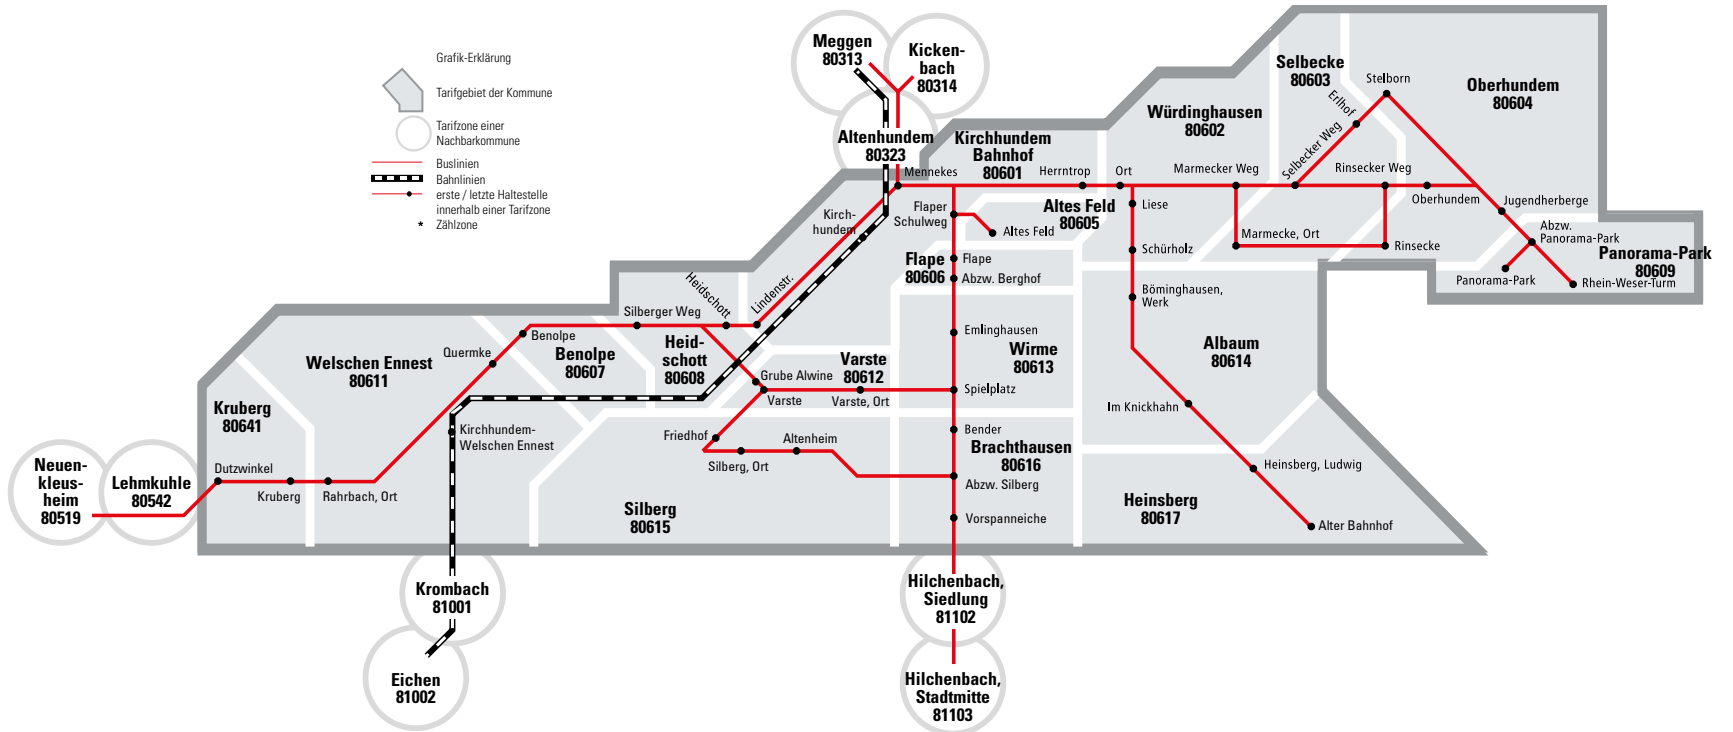 Grafik-Erklärung
Tarifgebiet der Kommune
Tarifzone einer
Nachbarkommune
Buslinien
Bahnlinien
erste / letzte Haltestelle
innerhalb einer Tarifzone
* Zählzone
Meggen
80313
Kicken-
bach
80314
Altenhundem
80323
Kirchhundem
Bahnhof
80601
Würdinghausen
80602
Selbecke
80603
Oberhundem
80604
Stelborn
Erlhof
Selbecker Weg
Mennekes
Herrntrop
Ort
Marmecker Weg
Rinsecker Weg
Oberhundem
Jugendherberge
Abzw.
Panorama-Park
Panorama-Park
80609
Panorama-Park
Rhein-Weser-Turm
Kirch-
hundem
Flaper
Schulweg
Altes Feld
Altes Feld
80605
Liese
Schürholz
Marmecke, Ort
Rinsecke
Flape
80606
Flape
Abzw. Berghof
Böminghausen,
Werk
Heidschott
Lindenstr.
Silberger Weg
Benolpe
Quermke
Welschen Ennest
80611
Benolpe
80607
Heid-
schott
80608
Emlinghausen
Wirme
80613
Albaum
80614
Varste
80612
Grube Alwine
Varste
Varste, Ort
Spielplatz
Im Knickhahn
Kruberg
80641
Kirchhundem-
Welschen Ennest
Friedhof
Altenheim
Silberg, Ort
Bender
Brachthausen
80616
Abzw. Silberg
Heinsberg, Ludwig
Neuen-
kleus-
heim
80519
Lehmkuhle
80542
Dutzwinkel
Kruberg
Rahrbach, Ort
Silberg
80615
Vorspanneiche
Heinsberg
80617
Alter Bahnhof
Krombach
81001
Eichen
81002
Hilchenbach,
Siedlung
81102
Hilchenbach,
Stadtmitte
81103